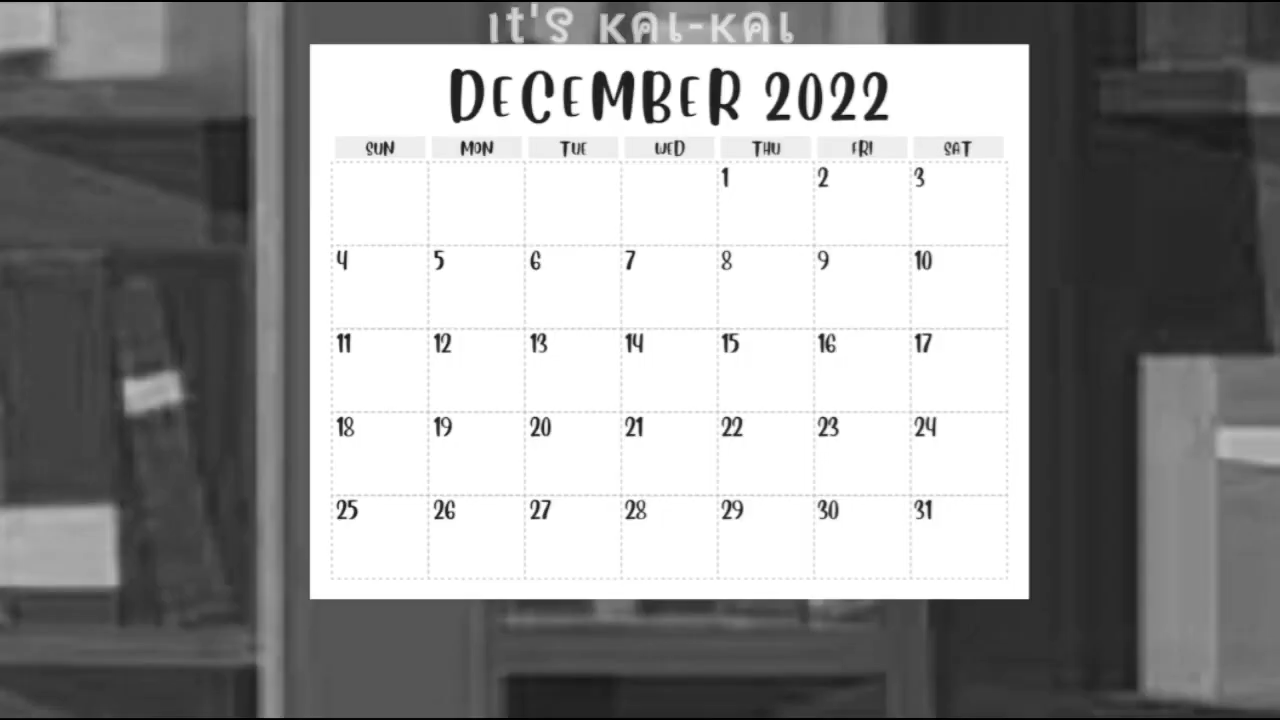 It's KAI-KAI
DECEMBER 2022
SUN MON TUE WED THU FRI SAT
1 2 3
4 5 6 7 8 9 10
11 12 13 14 15 16 17
18 19 20 21 22 23 24
25 26 27 28 29 30 31